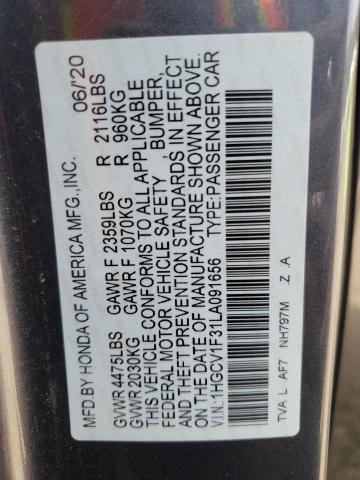 MFD.BY HONDA OF AMERICA MFG.,INC. 06/'20
GVWR 4475LBS GAWR F 2359LBS R 2116LBS
GVWR 2030KG GAWR F 1070KG R 960KG
THIS VEHICLE CONFORMS TO ALL APPLICABLE
FEDERAL MOTOR VEHICLE SAFETY BUMPER,
AND THEFT PREVENTION STANDARDS IN EFFECT
ON THE DATE OF MANUFACTURE SHOWN ABOVE.
V.I.N.: 1HGCV1F31LA091656 TYPE:PASSENGER CAR
TVA L AF7 NH797M .Z .A